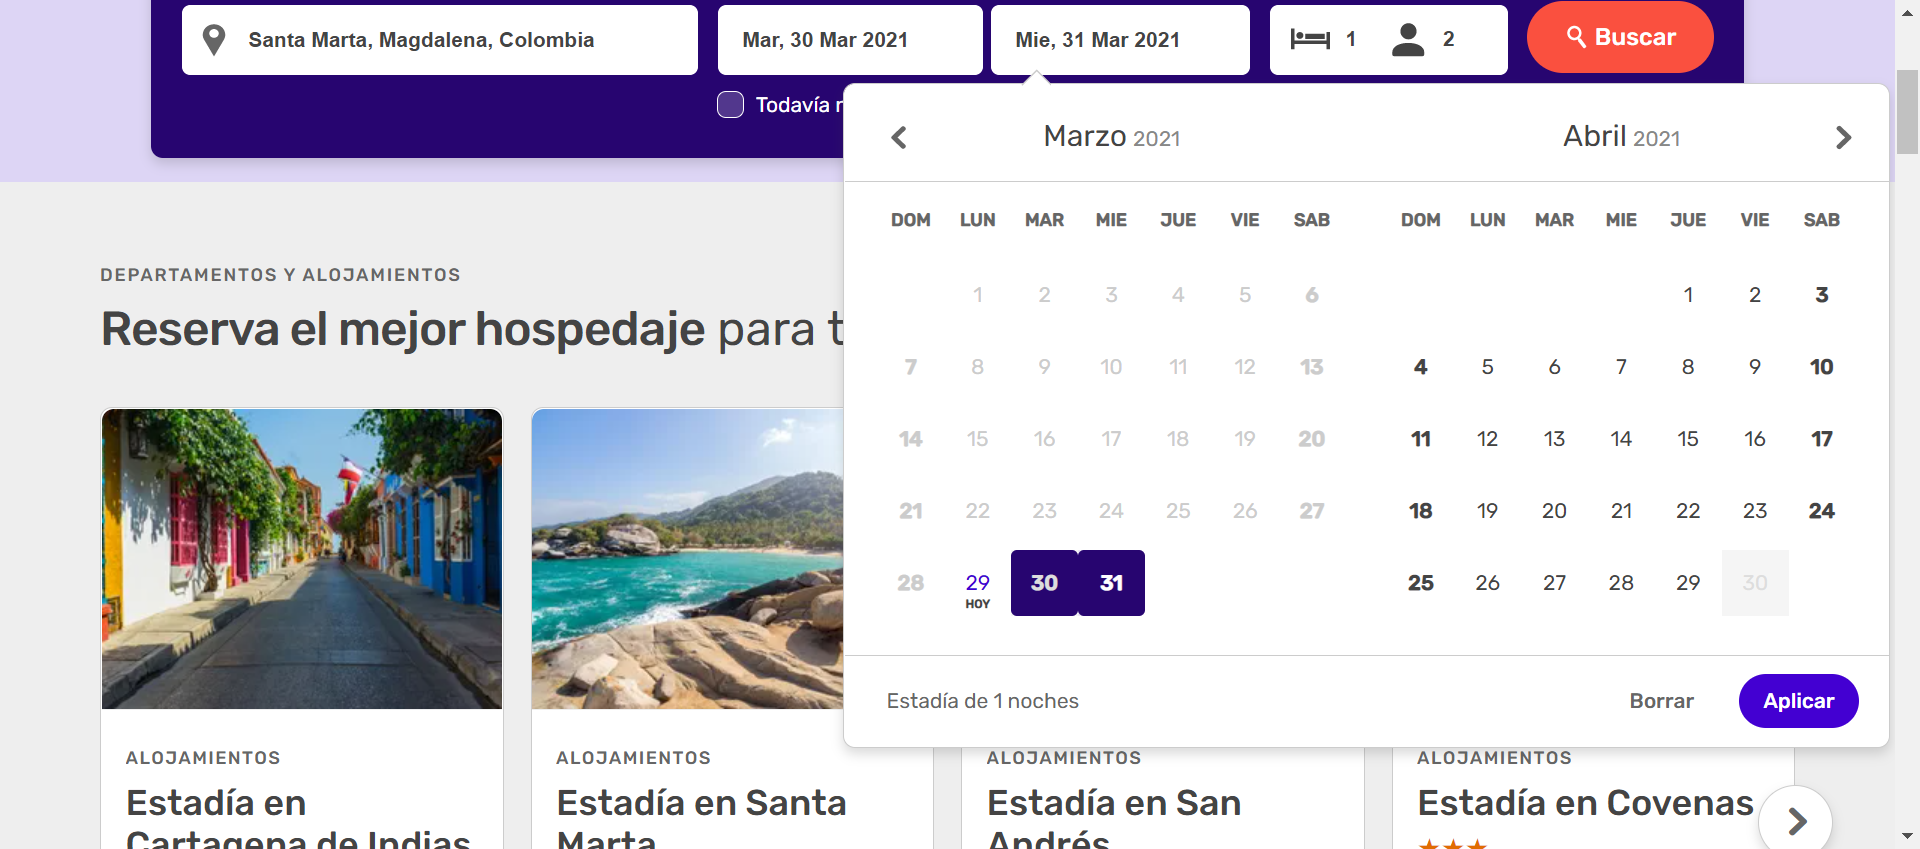 Santa Marta, Magdalena, Colombia
Mar, 30 Mar 2021
Mie, 31 Mar 2021
1
2
Buscar
Todavía
DEPARTAMENTOS Y ALOJAMIENTOS
Reserva el mejor hospedaje para
Marzo 2021
DOM LUN MAR MIE JUE VIE SAB
1 2 3 4 5 6
7 8 9 10 11 12 13
14 15 16 17 18 19 20
21 22 23 24 25 26 27
28 29 30 31
HOY
Abril 2021
DOM LUN MAR MIE JUE VIE SAB
1 2 3
4 5 6 7 8 9 10
11 12 13 14 15 16 17
18 19 20 21 22 23 24
25 26 27 28 29 30
Estadía de 1 noches
Borrar
Aplicar
ALOJAMIENTOS
Estadía en
Cartagena de Indias
ALOJAMIENTOS
Estadía en Santa
Marta
ALOJAMIENTOS
Estadía en San
Andrés
ALOJAMIENTOS
Estadía en Covenas